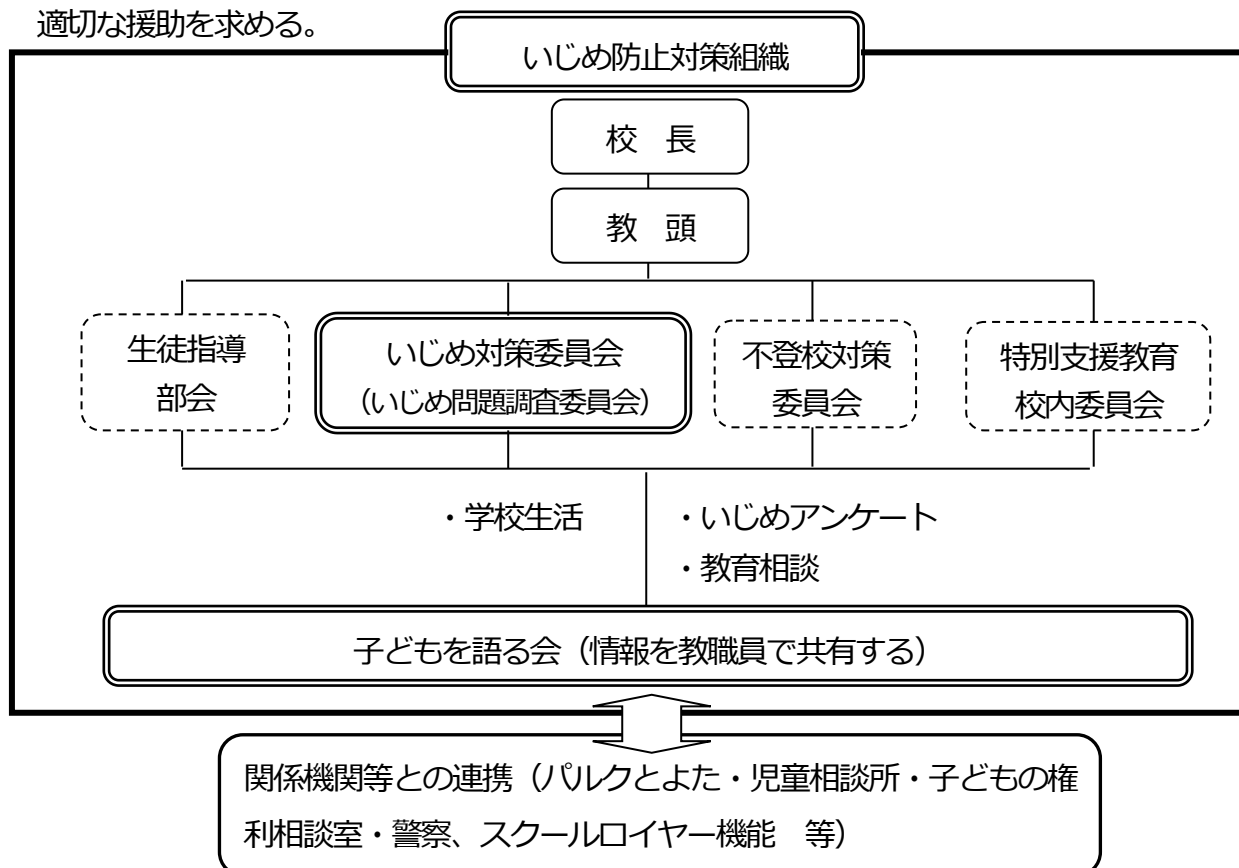 適切な援助を求める。
いじめ防止対策組織
校　長
教　頭
生徒指導
部会
いじめ対策委員会
（いじめ問題調査委員会）
不登校対策
委員会
特別支援教育
校内委員会
・学校生活
・いじめアンケート
・教育相談
子どもを語る会（情報を教職員で共有する）
関係機関等との連携（パルクとよた・児童相談所・子どもの権
利相談室・警察、スクールロイヤー機能　等）